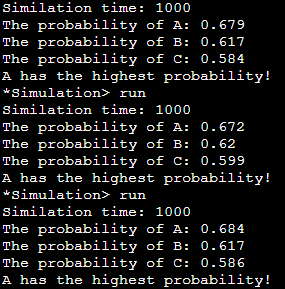 Similation time: 1000
The probability of A: 0.679
The probability of B: 0.617
The probability of C: 0.584
A has the highest probability!
*Simulation> run
Similation time: 1000
The probability of A: 0.672
The probability of B: 0.62
The probability of C: 0.599
A has the highest probability!
*Simulation> run
Similation time: 1000
The probability of A: 0.684
The probability of B: 0.617
The probability of C: 0.586
A has the highest probability!